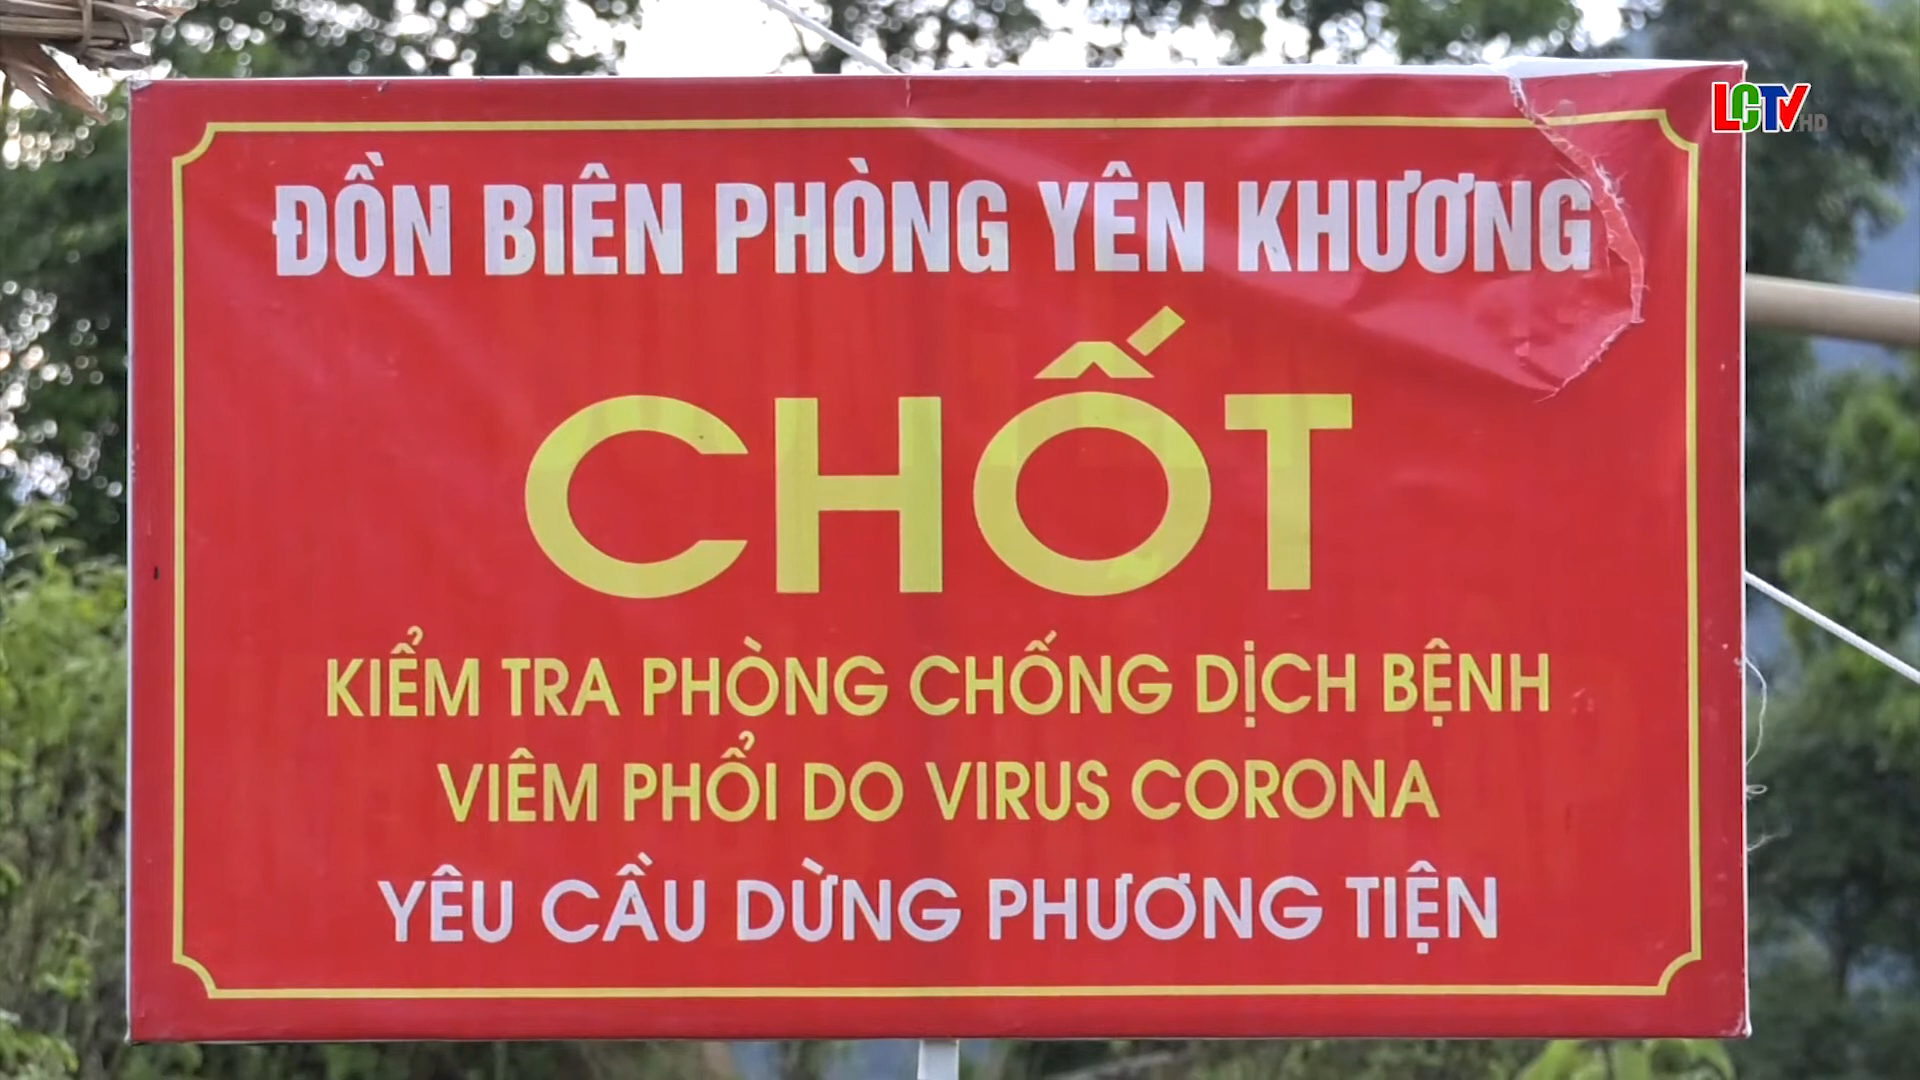 LCTV.HD
ĐỒN BIÊN PHÒNG YÊN KHƯƠNG
CHỐT
KIỂM TRA PHÒNG CHỐNG DỊCH BỆNH
VIÊM PHỔI DO VIRUS CORONA
YÊU CẦU DỪNG PHƯƠNG TIỆN